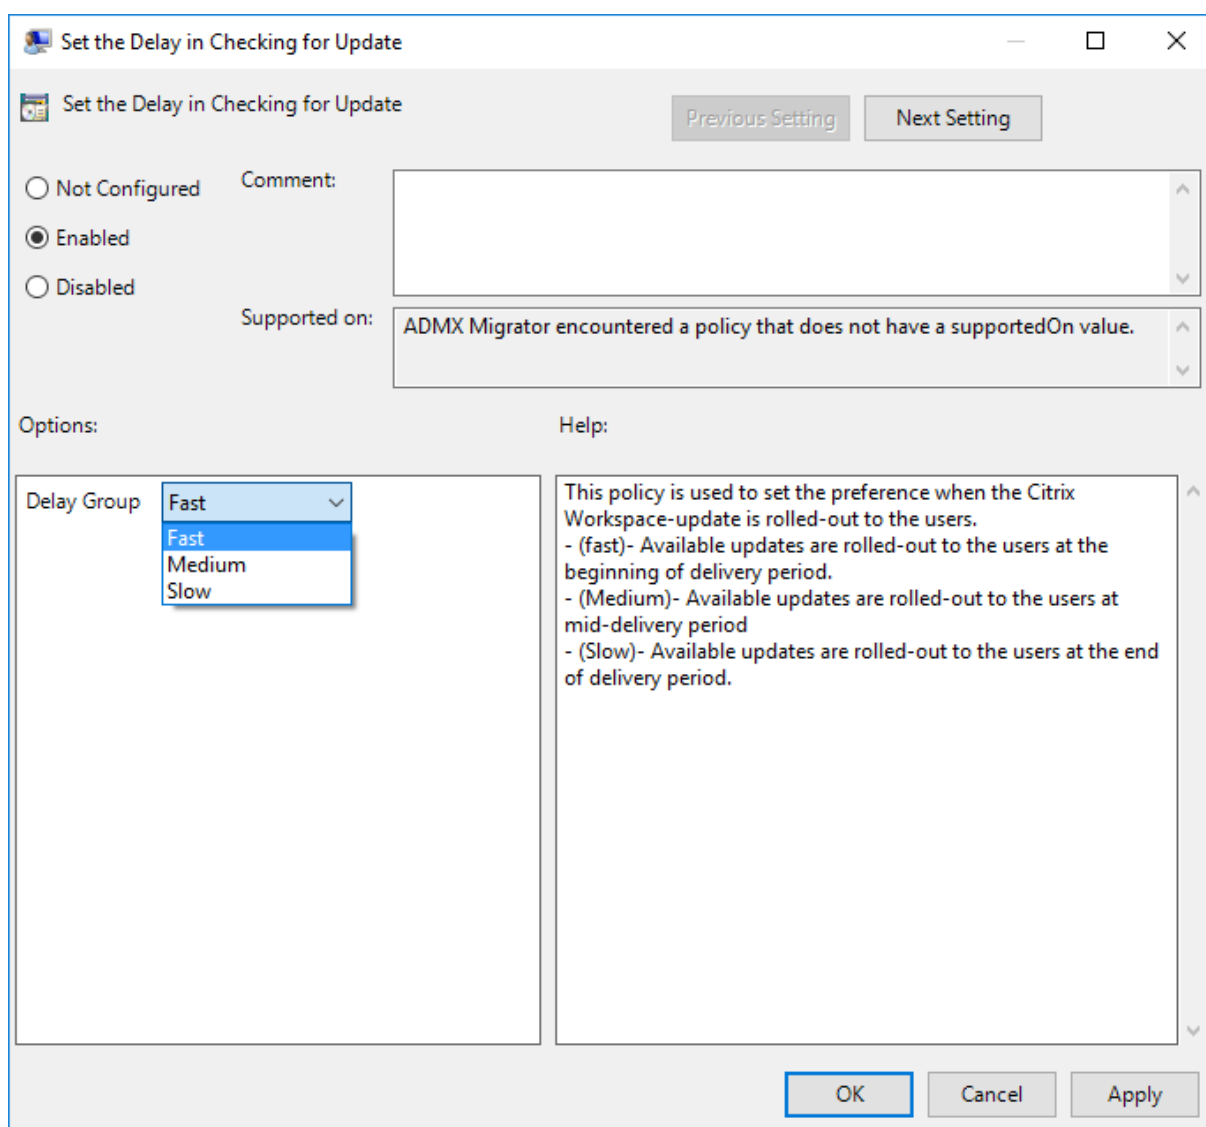 Set the Delay in Checking for Update
Set the Delay in Checking for Update
Previous Setting
Next Setting
Not Configured
Enabled
Disabled
Comment:
Supported on:
ADMX Migrator encountered a policy that does not have a supportedOn value.
Options:
Help:
Delay Group
Fast
Fast
Medium
Slow
This policy is used to set the preference when the Citrix
Workspace-update is rolled-out to the users.
- (fast)- Available updates are rolled-out to the users at the
beginning of delivery period.
- (Medium)- Available updates are rolled-out to the users at
mid-delivery period
- (Slow)- Available updates are rolled-out to the users at the end
of delivery period.
OK
Cancel
Apply